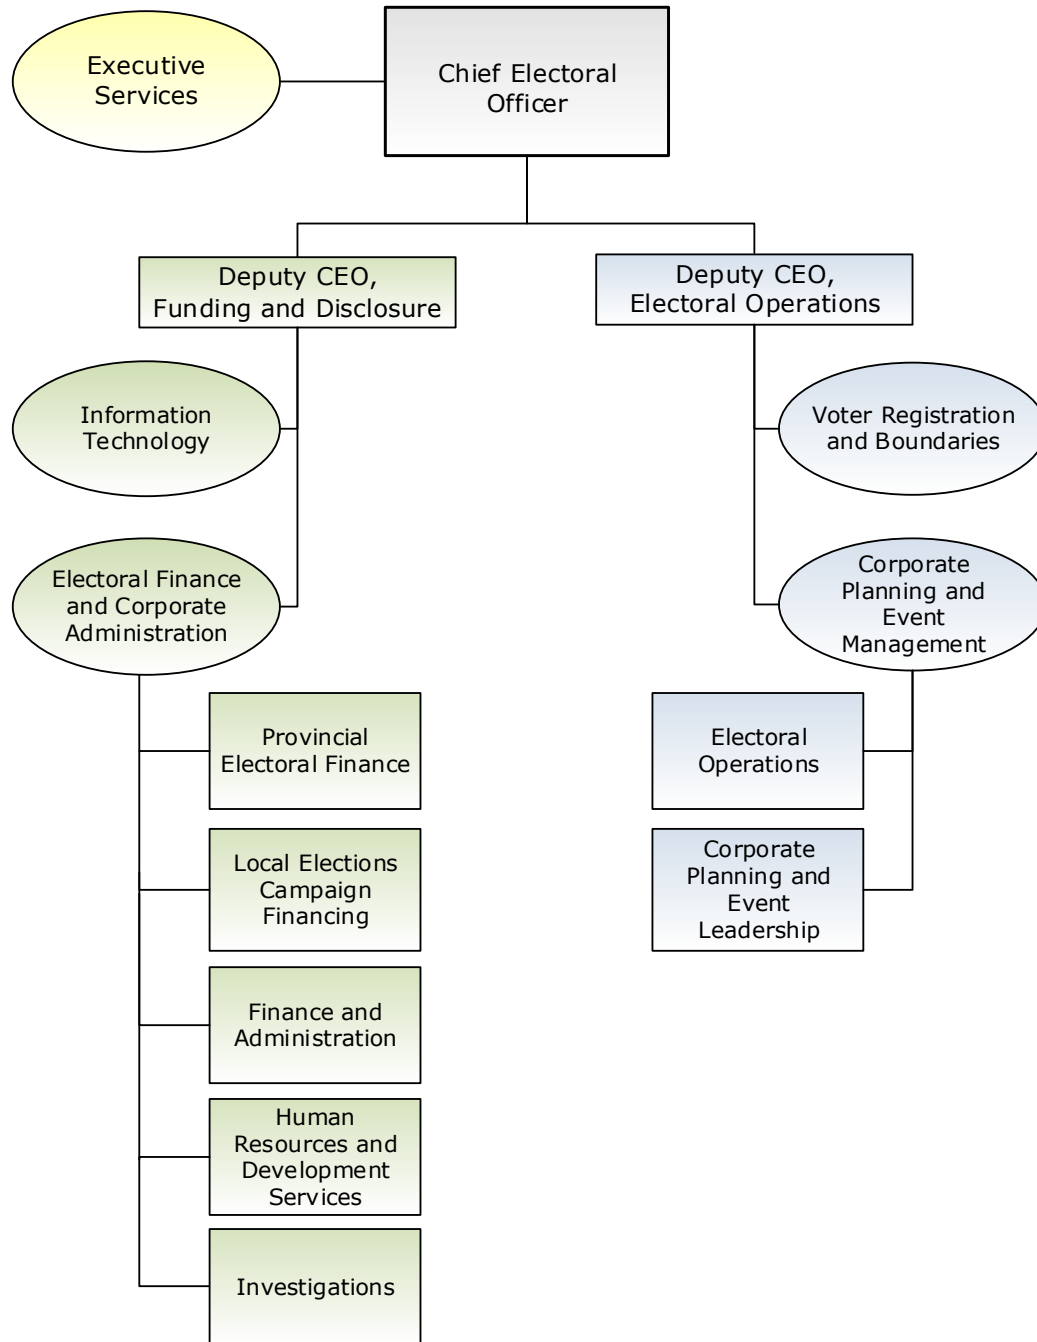 Executive
Services
Chief Electoral
Officer
Deputy CEO,
Funding and Disclosure
Deputy CEO,
Electoral Operations
Information
Technology
Voter Registration
and Boundaries
Electoral Finance
and Corporate
Administration
Corporate
Planning and
Event
Management
Provincial
Electoral Finance
Electoral
Operations
Local Elections
Campaign
Financing
Corporate
Planning and
Event
Leadership
Finance and
Administration
Human
Resources and
Development
Services
Investigations